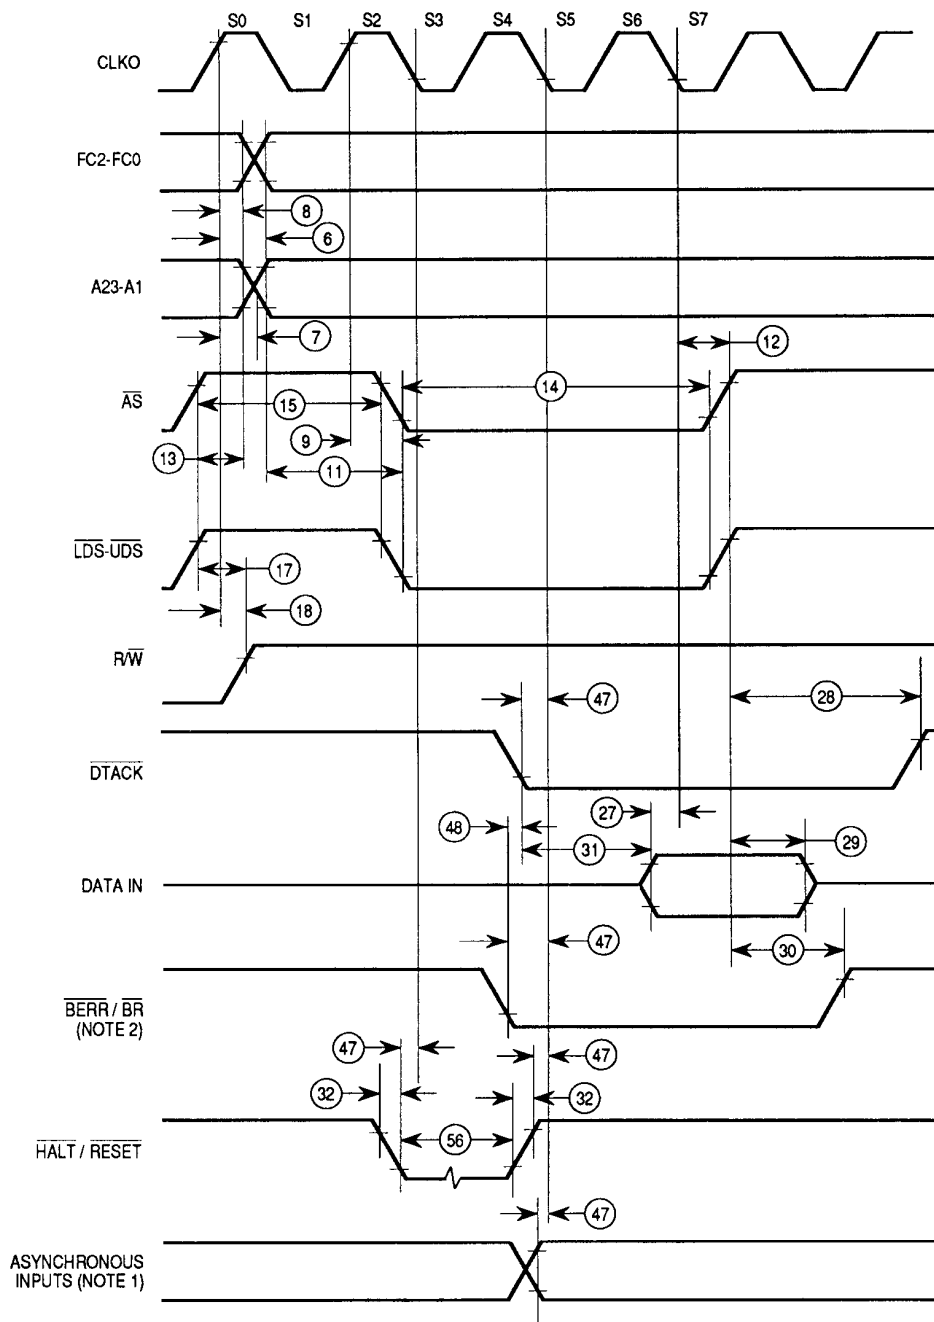 S0 S1 S2 S3 S4 S5 S6 S7
CLKO
FC2-FC0
8
6
A23-A1
7
12
AS
14
15
9
13
11
LDS-UDS
17
18
R/W
47
28
DTACK
27
48
31
29
DATA IN
47
30
BERR / BR
(NOTE 2)
47
47
32
32
HALT / RESET
56
47
ASYNCHRONOUS
INPUTS (NOTE 1)